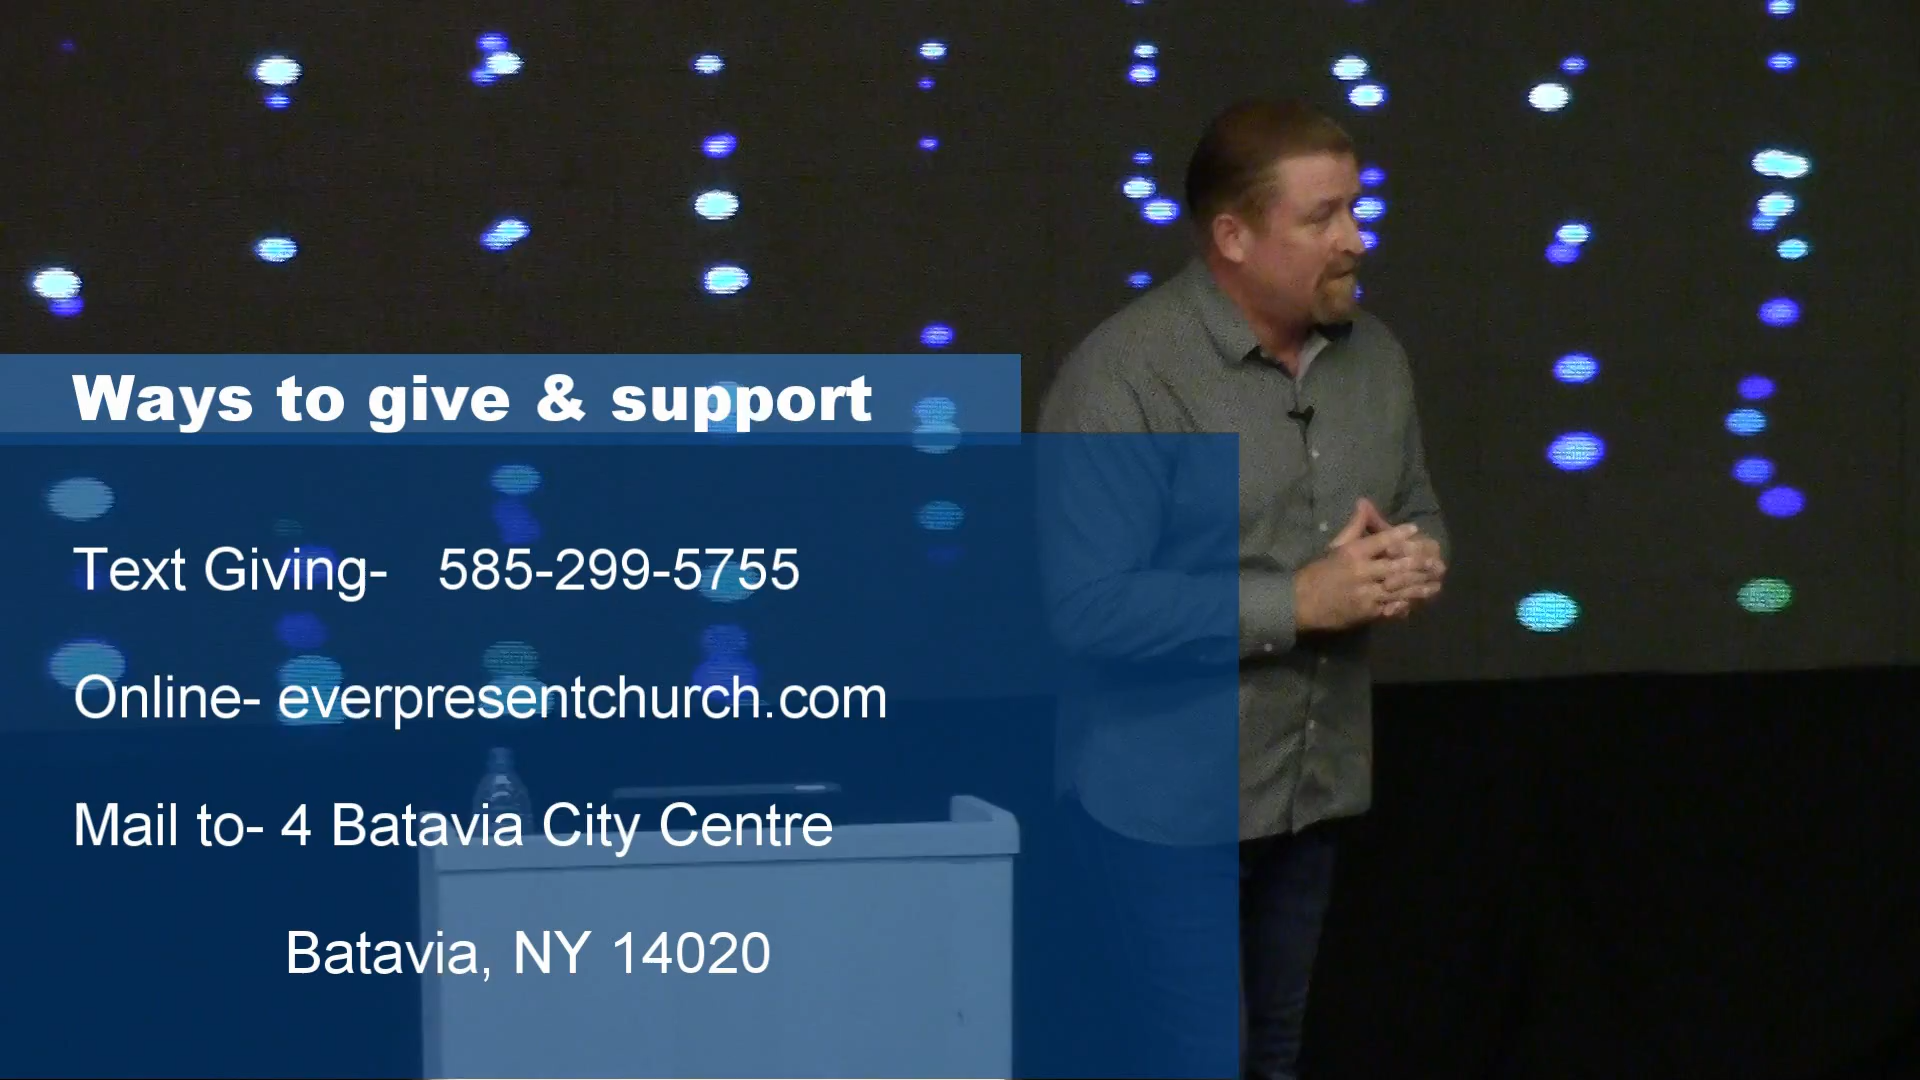 Ways to give & support
Text Giving- 585-299-5755
Online- everpresentchurch.com
Mail to- 4 Batavia City Centre
Batavia, NY 14020